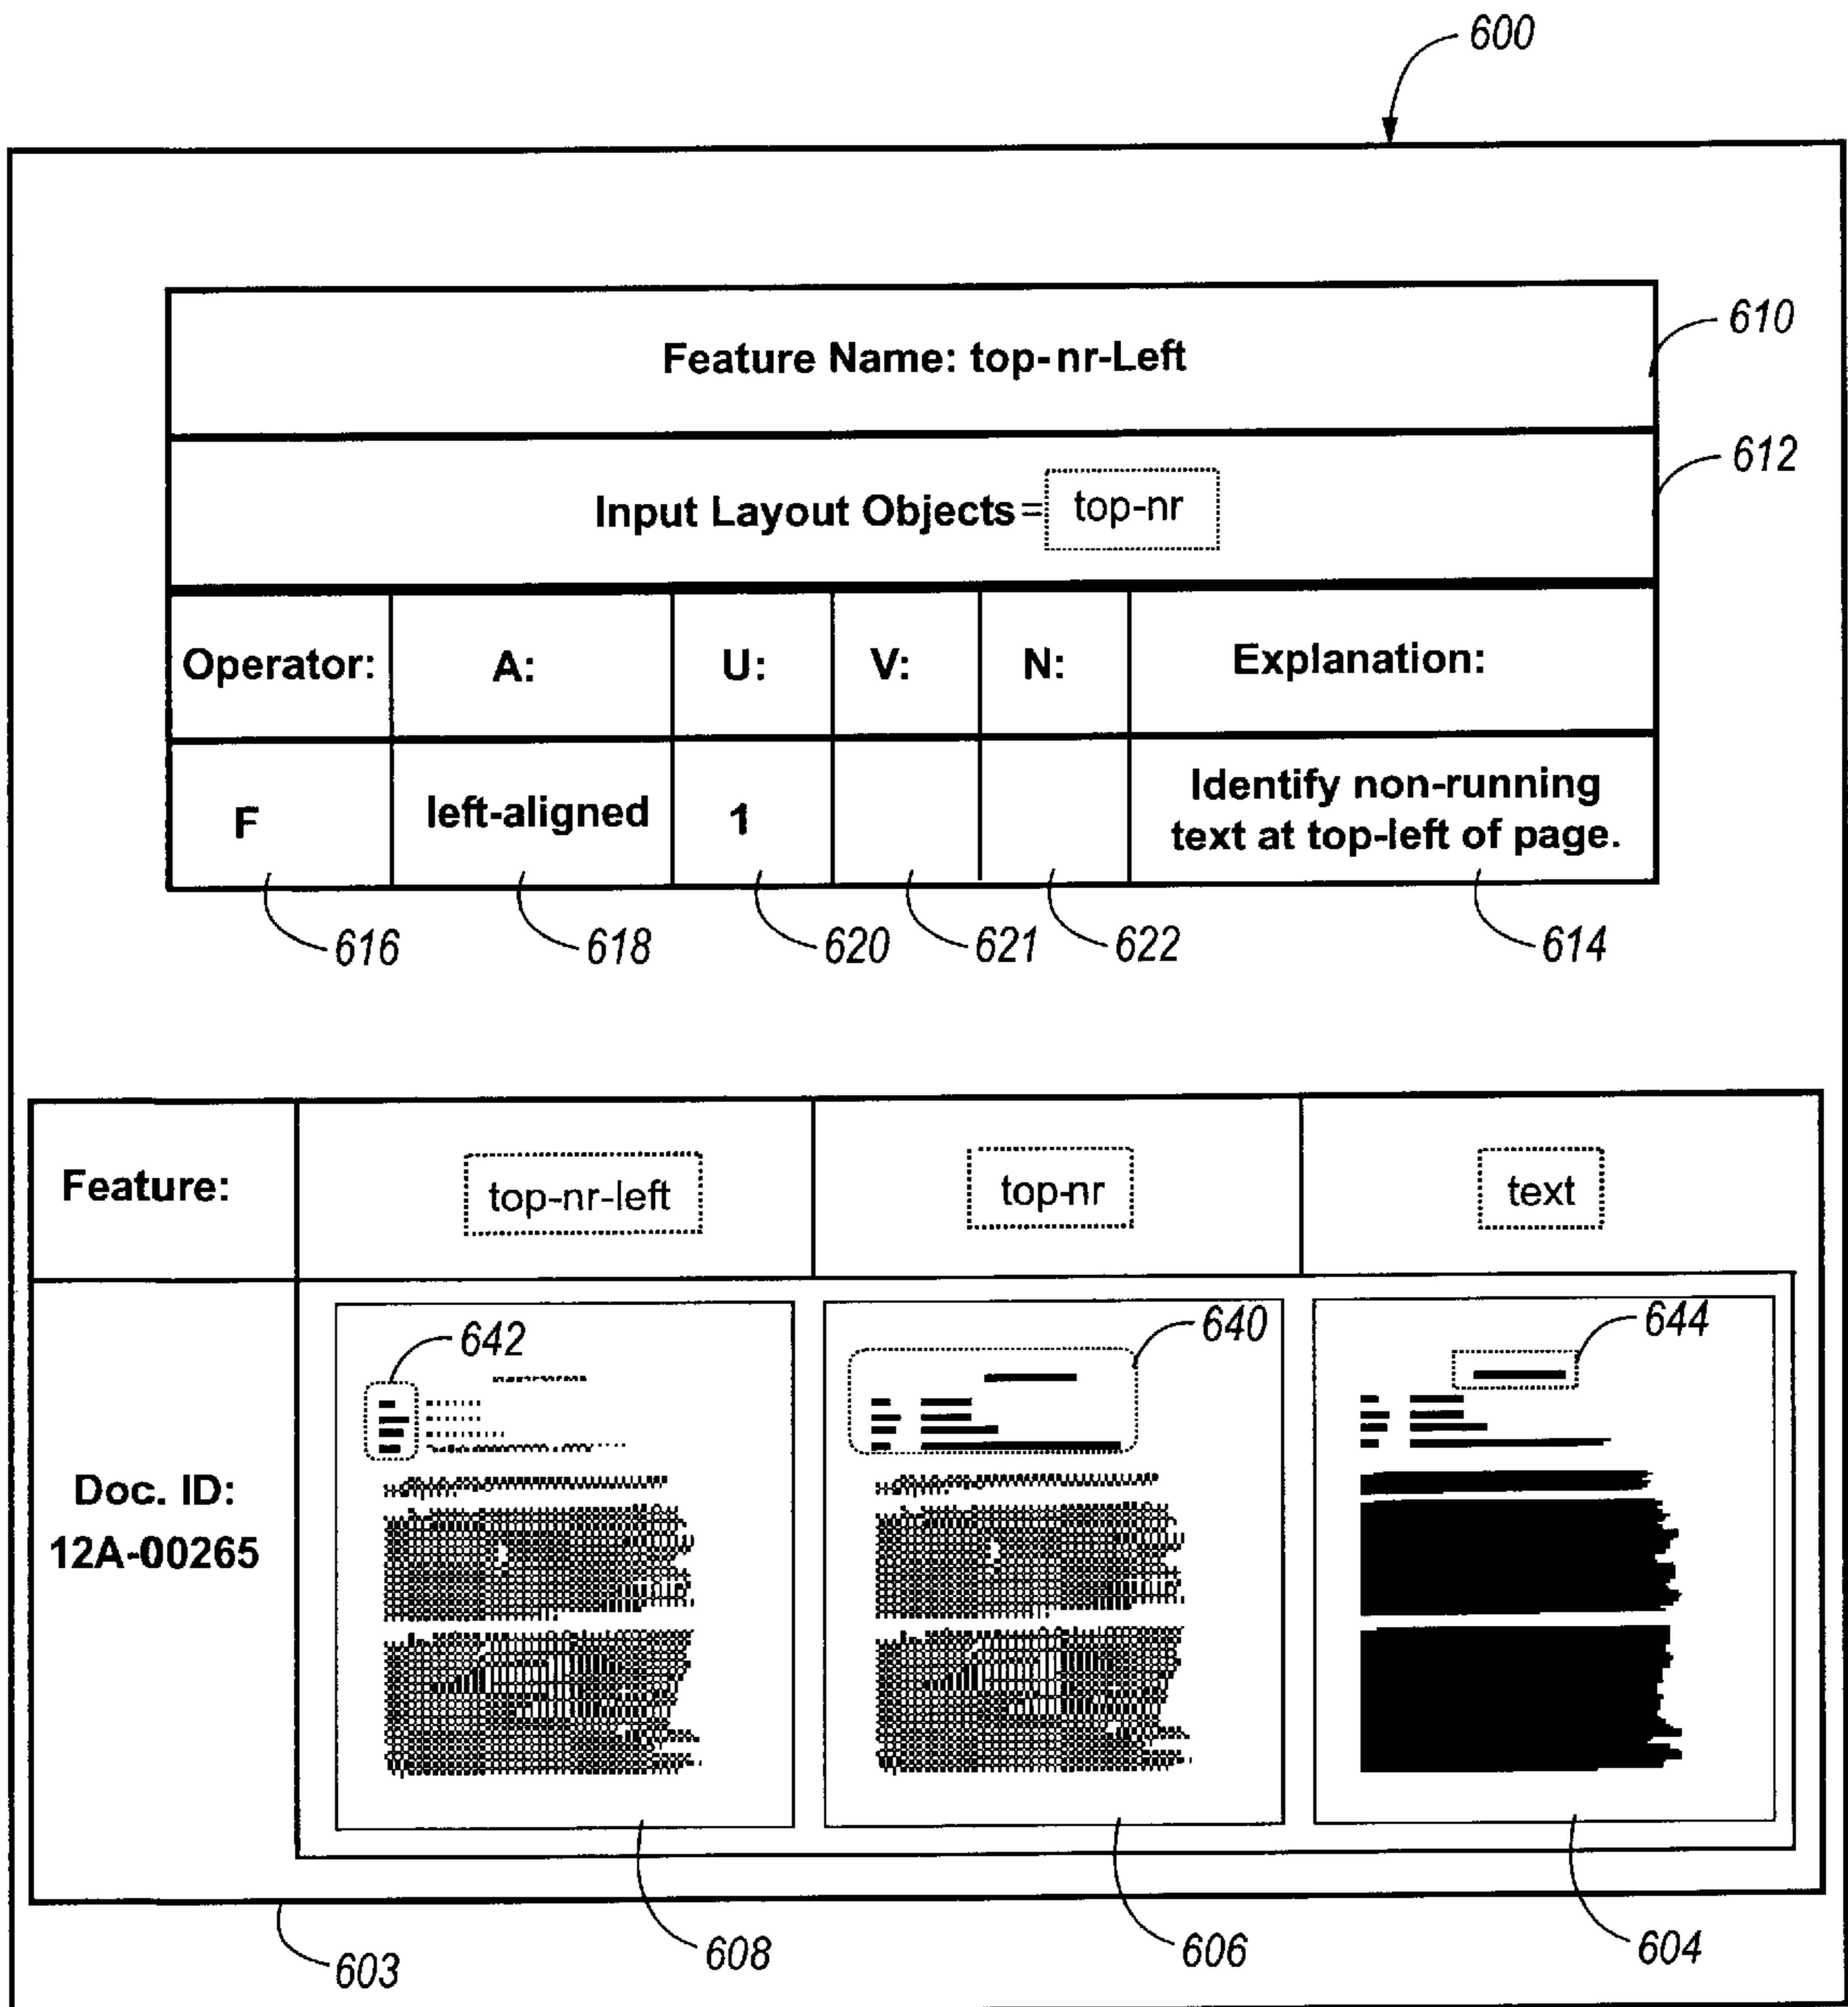 600
Feature Name: top-nr-Left
610
Input Layout Objects= top-nr
612
Operator: A: U: V: N: Explanation:
F left-aligned 1 Identify non-running
text at top-left of page.
616 618 620 621 622 614
Feature: top-nr-left top-nr text
642 640 644
Doc. ID:
12A-00265
603 608 606 604